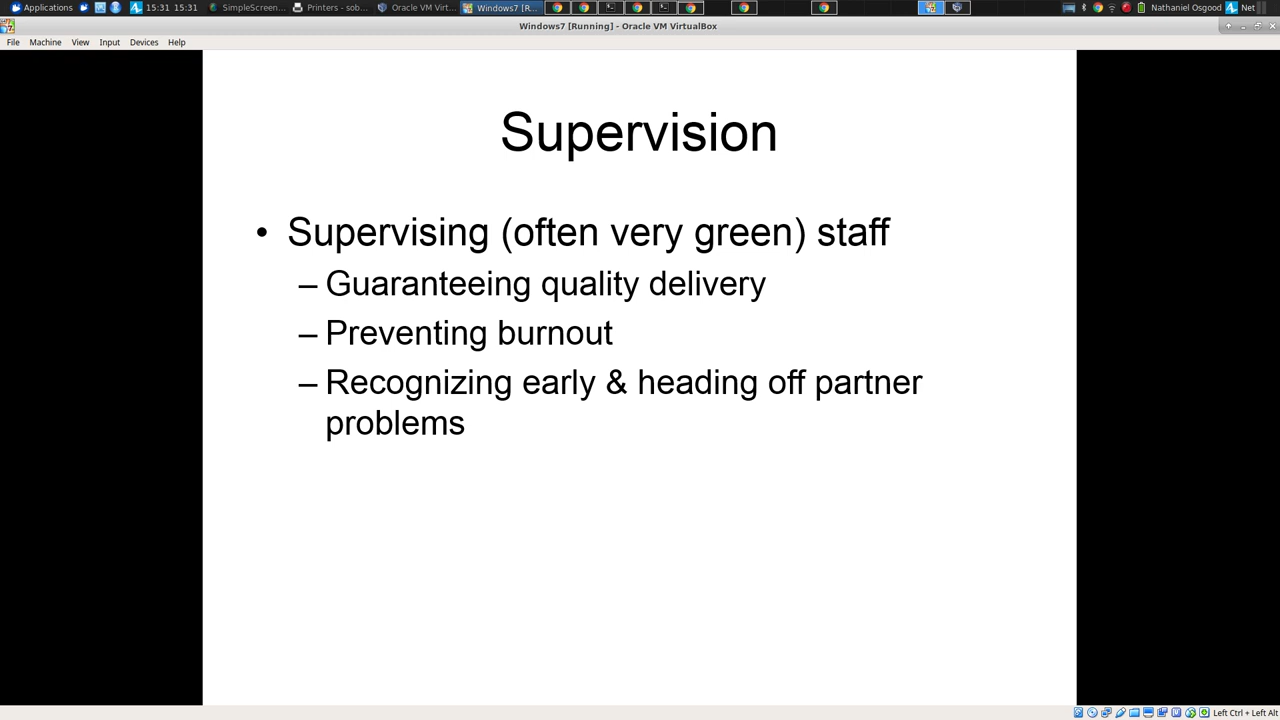 Applications
15:31 15:31
SimpleScreen...
Printers - sob...
Oracle VM Virt...
Windows7 [R...
Nathaniel Osgood
Net
Windows7 [Running] - Oracle VM VirtualBox
File Machine View Input Devices Help
Supervision
• Supervising (often very green) staff
– Guaranteeing quality delivery
– Preventing burnout
– Recognizing early & heading off partner
problems
Left Ctrl + Left Alt